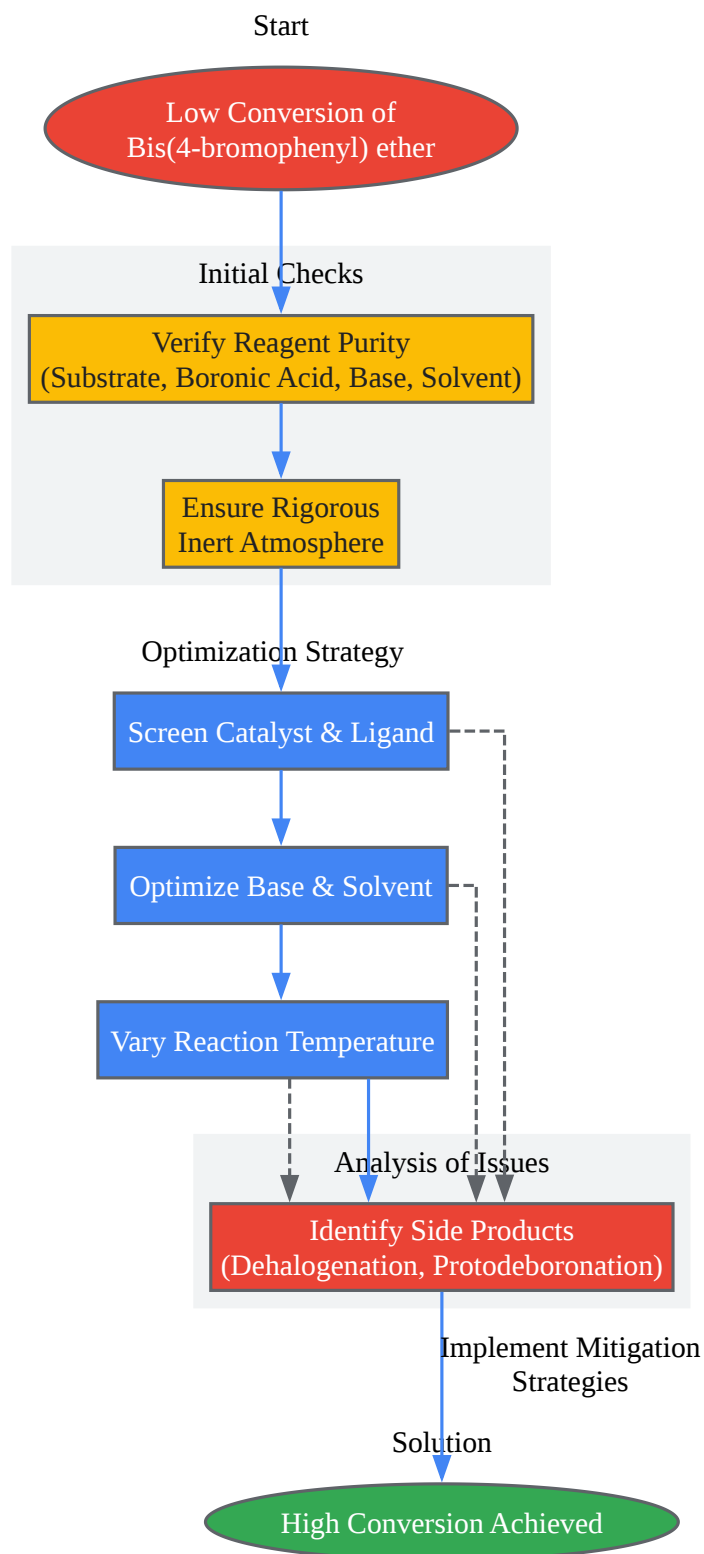 Start
Low Conversion of
Bis(4-bromophenyl) ether
Initial Checks
Verify Reagent Purity
(Substrate, Boronic Acid, Base, Solvent)
Ensure Rigorous
Inert Atmosphere
Optimization Strategy
Screen Catalyst & Ligand
Optimize Base & Solvent
Vary Reaction Temperature
Analysis of Issues
Identify Side Products
(Dehalogenation, Protodeboronation)
Implement Mitigation
Strategies
Solution
High Conversion Achieved